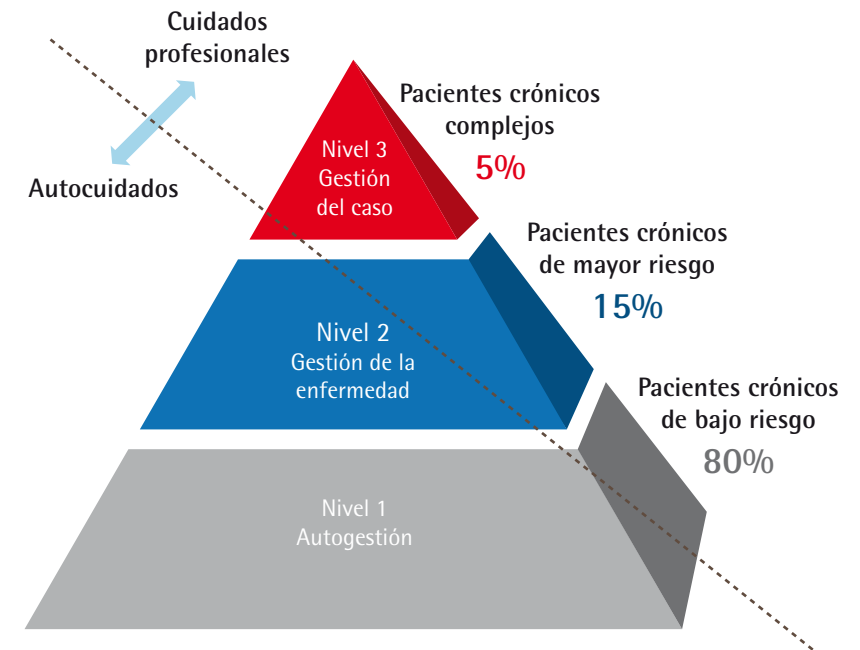 Cuidados
profesionales
Autocuidados
Nivel 3
Gestión
del caso
Pacientes crónicos
complejos
5%
Nivel 2
Gestión de la
enfermedad
Pacientes crónicos
de mayor riesgo
15%
Nivel 1
Autogestión
Pacientes crónicos
de bajo riesgo
80%